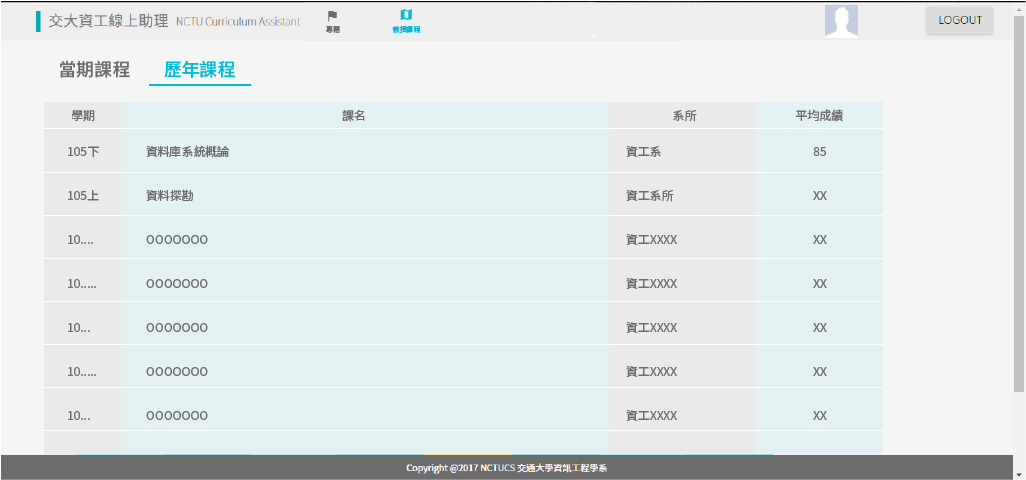 交大資工線上助理 NCTU Curriculum Assistant 專題 教授課程 LOGOUT
當期課程 歷年課程
學期 課名 系所 平均成績
105下 資料庫系統概論 資工系 85
105上 資料探勘 資工系所 XX
10.... OOOOOOO 資工XXXX XX
10..... OOOOOOO 資工XXXX XX
10... OOOOOOO 資工XXXX XX
10..... OOOOOOO 資工XXXX XX
10... OOOOOOO 資工XXXX XX
Copyright @2017 NCTUCS 交通大學資訊工程學系